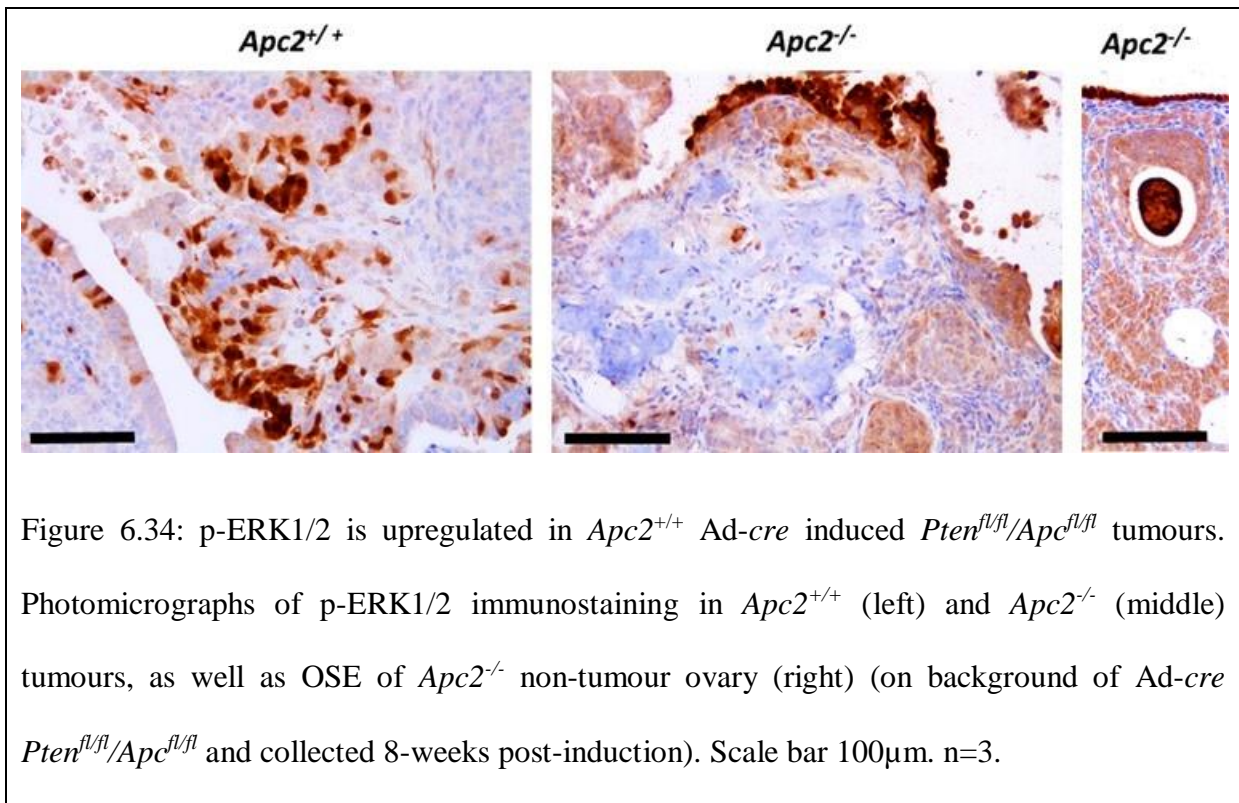 Apc2+/+ Apc2-/- Apc2-/-
Figure 6.34: p-ERK1/2 is upregulated in Apc2+/+ Ad-cre induced Ptenfl/fl/Apcfl/fl tumours.
Photomicrographs of p-ERK1/2 immunostaining in Apc2+/+ (left) and Apc2-/- (middle)
tumours, as well as OSE of Apc2-/- non-tumour ovary (right) (on background of Ad-cre
Ptenfl/fl/Apcfl/fl and collected 8-weeks post-induction). Scale bar 100µm. n=3.